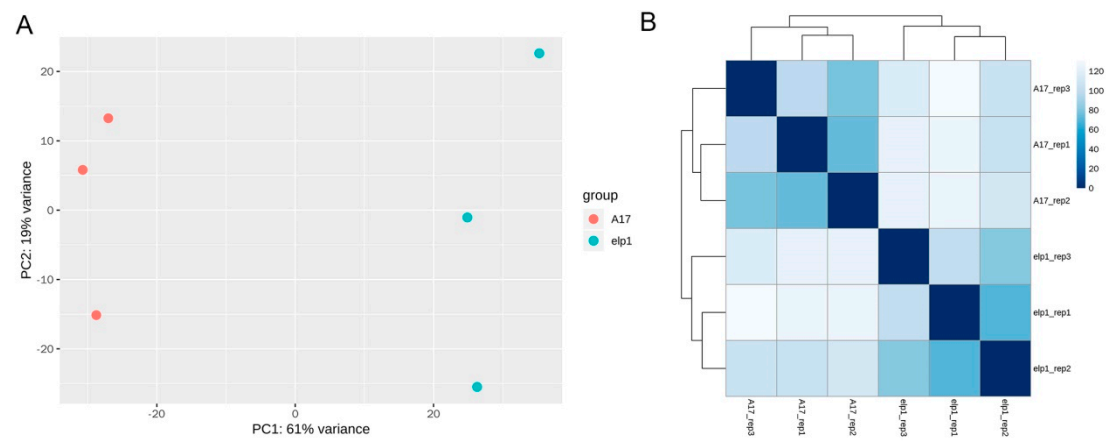 A
20
10
0
-10
-20
PC2: 19% variance
-20
0
20
PC1: 61% variance
group
A17
elp1
B
120
100
80
60
40
20
0
A17_rep3
A17_rep1
A17_rep2
elp1_rep3
elp1_rep1
elp1_rep2
A17_rep3
A17_rep1
A17_rep2
elp1_rep3
elp1_rep1
elp1_rep2